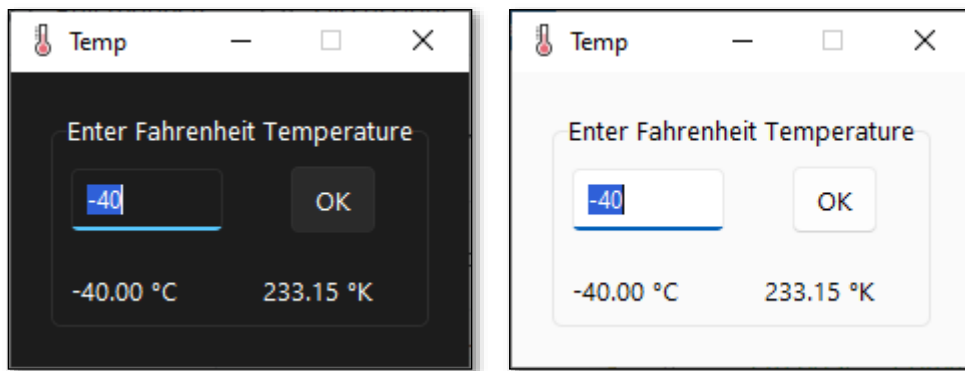 Temp
Enter Fahrenheit Temperature
-40 OK
-40.00 °C 233.15 °K
Temp
Enter Fahrenheit Temperature
-40 OK
-40.00 °C 233.15 °K